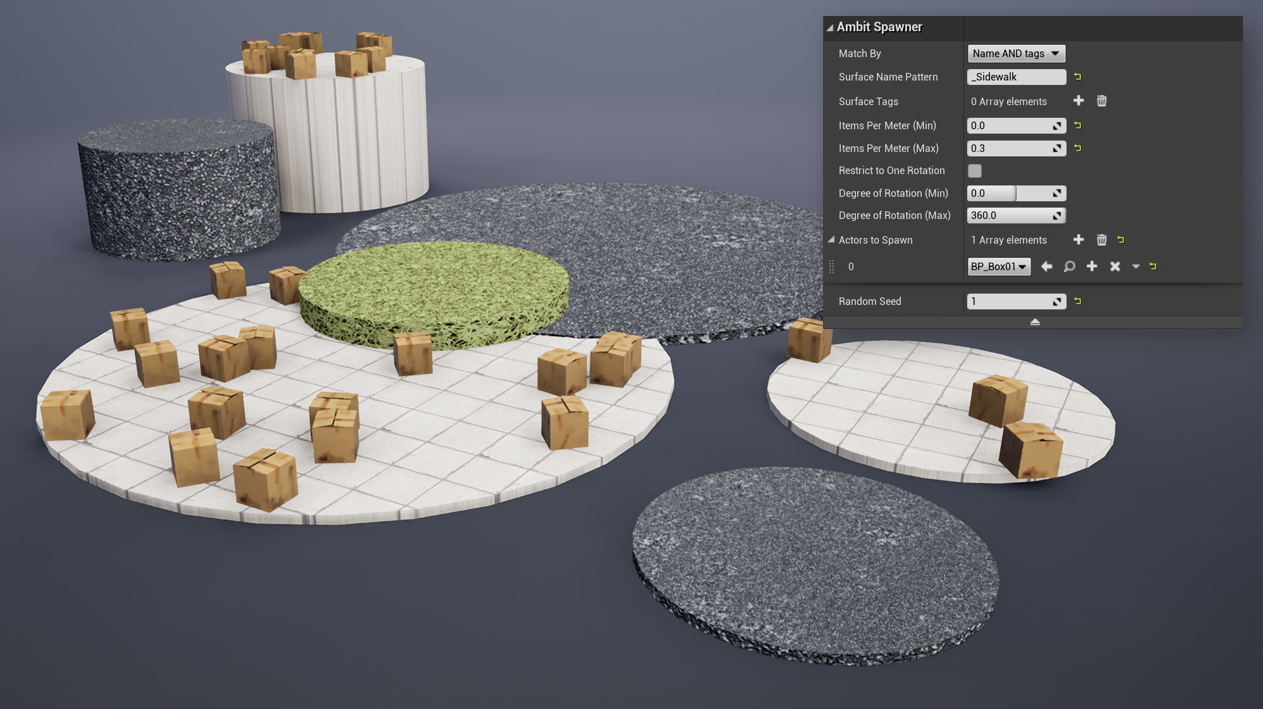 Ambit Spawner
Match By Name AND tags
Surface Name Pattern _Sidewalk
Surface Tags 0 Array elements
Items Per Meter (Min) 0.0
Items Per Meter (Max) 0.3
Restrict to One Rotation
Degree of Rotation (Min) 0.0
Degree of Rotation (Max) 360.0
Actors to Spawn 1 Array elements
0 BP_Box01
Random Seed 1